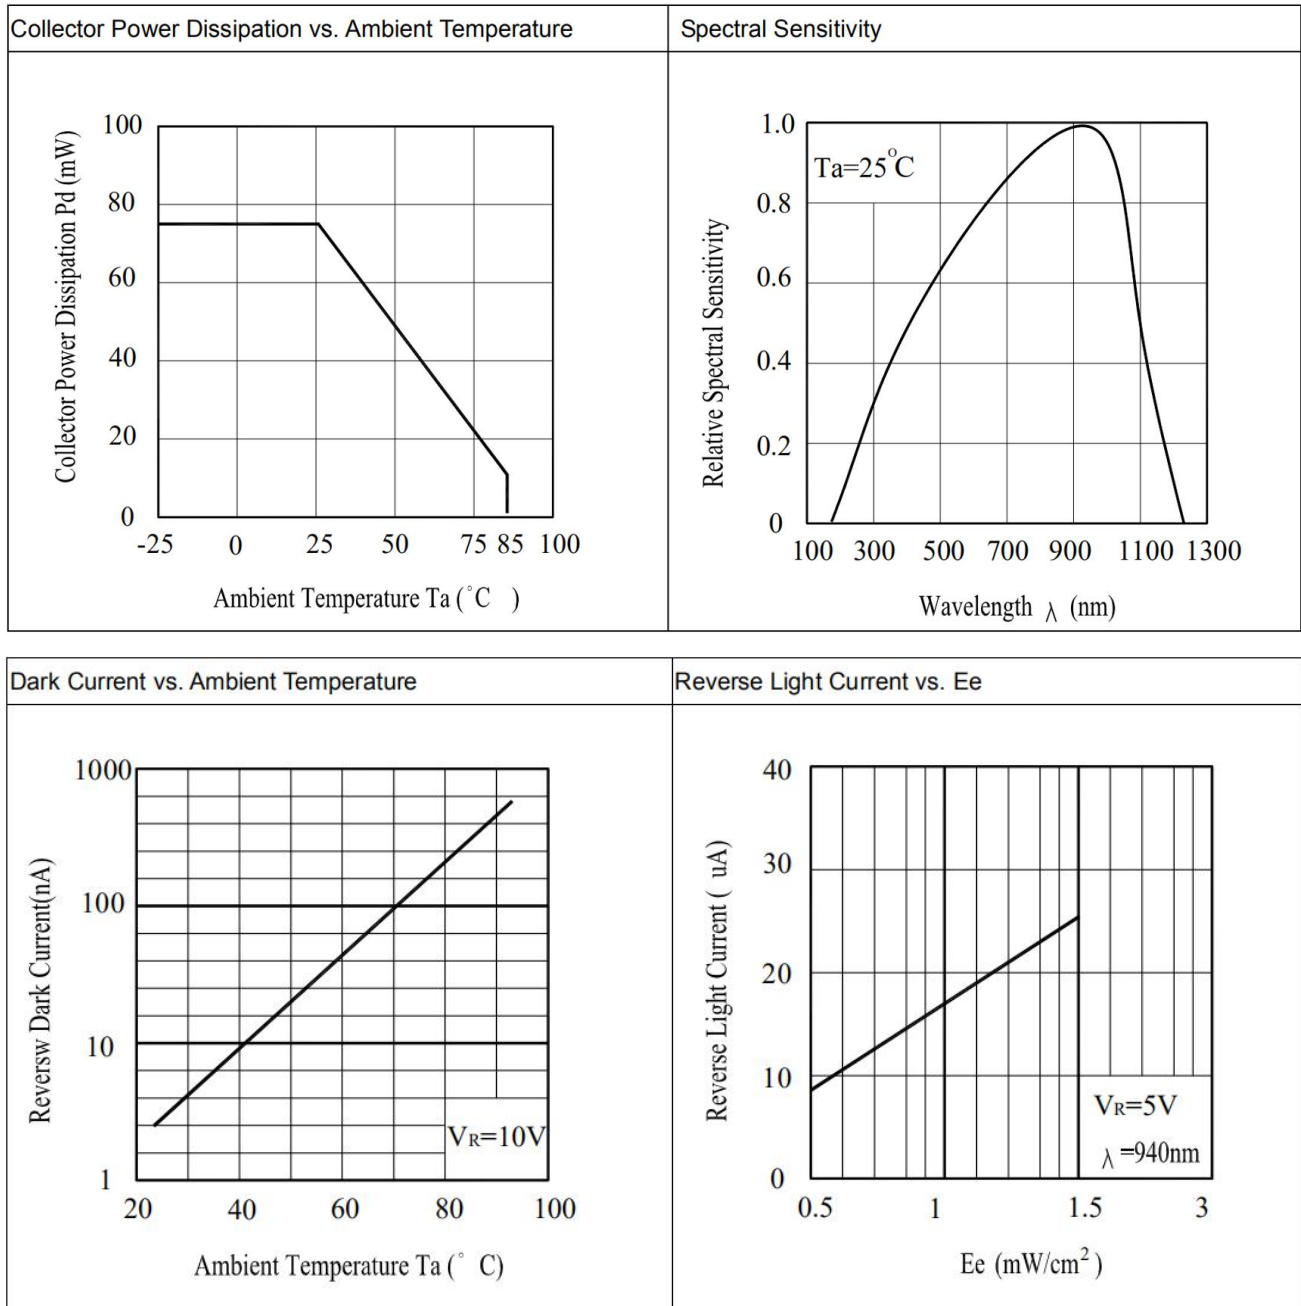 Collector Power Dissipation vs. Ambient Temperature
Spectral Sensitivity
Collector Power Dissipation Pd (mW)
100
80
60
40
20
0
-25 0 25 50 75 85 100
Ambient Temperature Ta (°C )
Relative Spectral Sensitivity
Ta=25°C
1.0
0.8
0.6
0.4
0.2
0
100 300 500 700 900 1100 1300
Wavelength λ (nm)
Dark Current vs. Ambient Temperature
Reverse Light Current vs. Ee
Reversw Dark Current(nA)
1000
100
10
1
VR=10V
20 40 60 80 100
Ambient Temperature Ta (° C)
Reverse Light Current ( uA)
40
30
20
10
0
VR=5V
λ =940nm
0.5 1 1.5 3
Ee (mW/cm²)